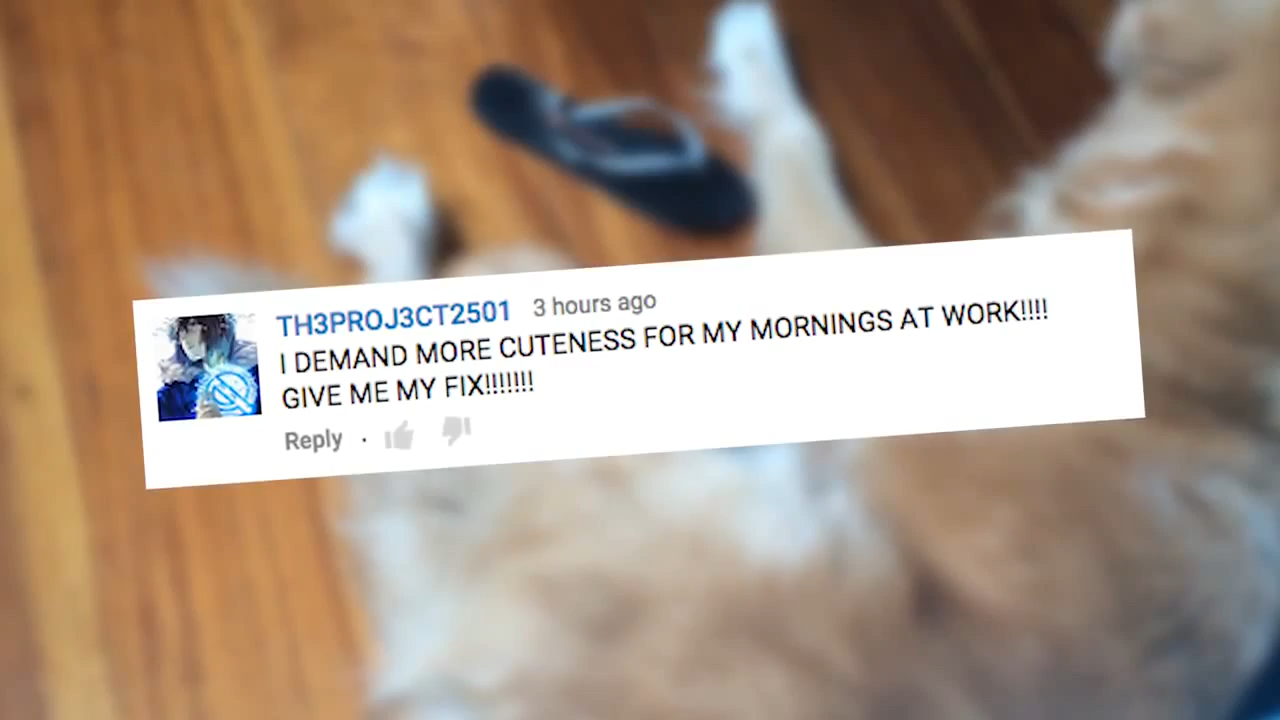 TH3PROJ3CT2501 3 hours ago
I DEMAND MORE CUTENESS FOR MY MORNINGS AT WORK!!!!
GIVE ME MY FIX!!!!!!!
Reply ·